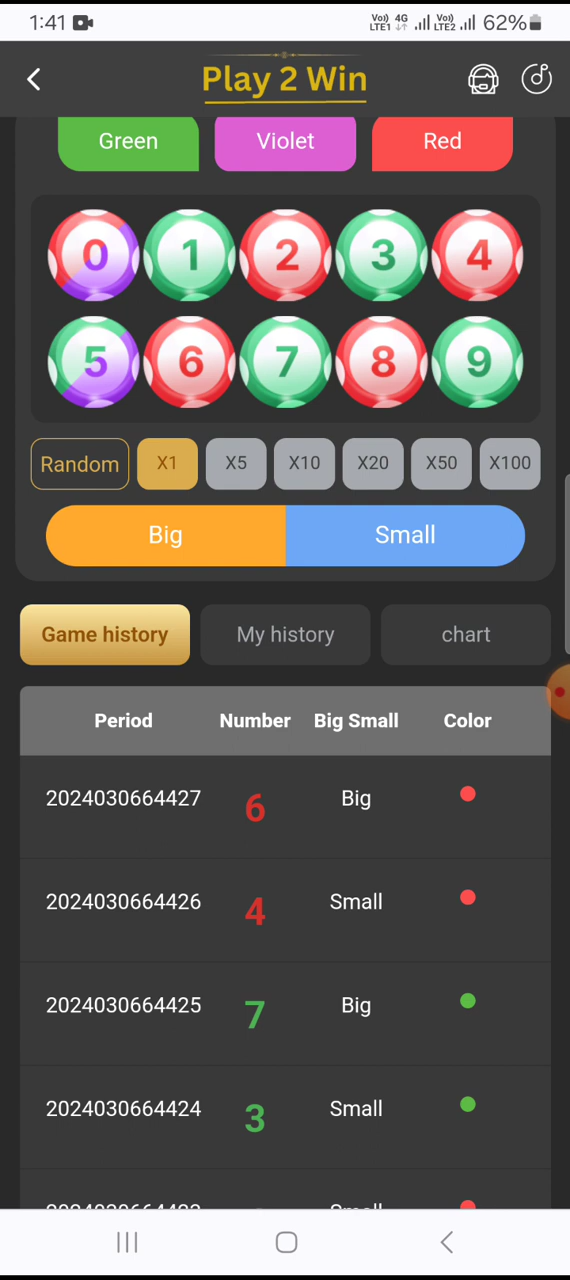 1:41 Vo) 4G Vo) 62%
LTE1 LTE2
Play 2 Win
Green Violet Red
0 1 2 3 4
5 6 7 8 9
Random X1 X5 X10 X20 X50 X100
Big Small
Game history My history chart
Period Number Big Small Color
2024030664427 6 Big
2024030664426 4 Small
2024030664425 7 Big
2024030664424 3 Small
Small